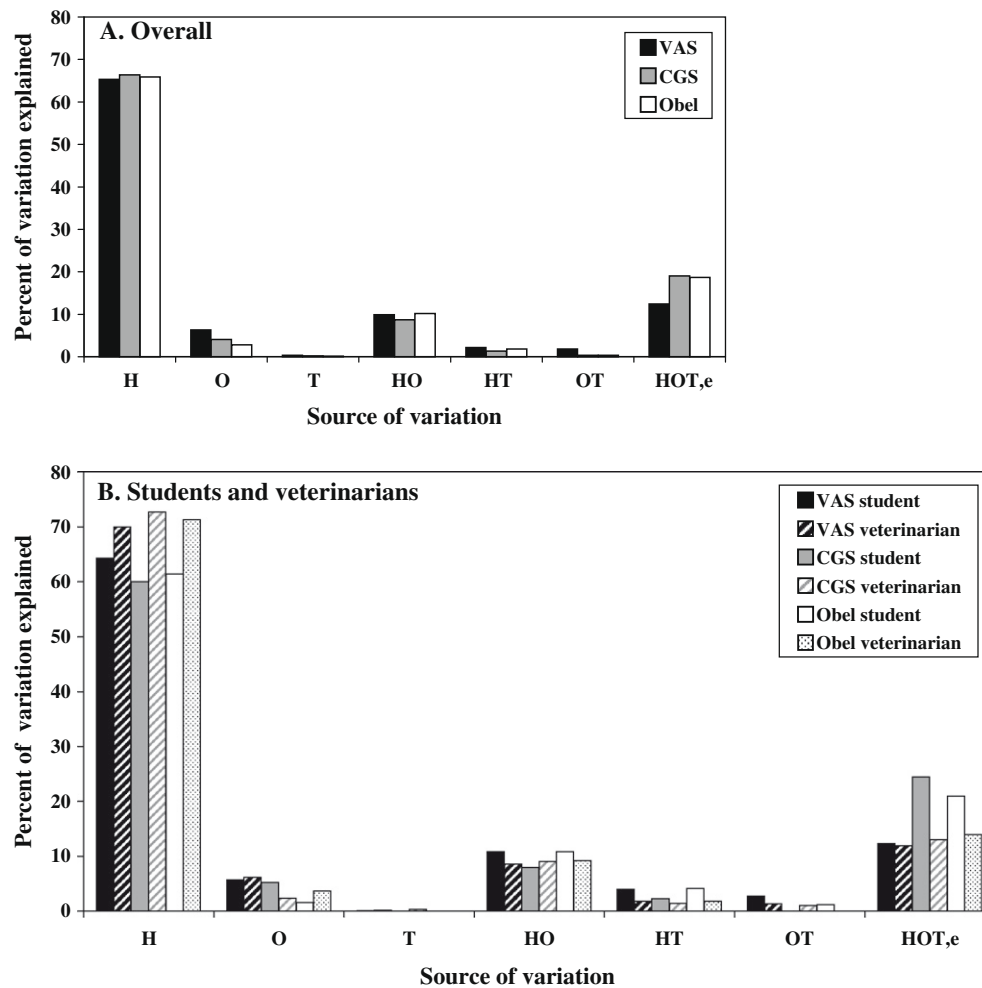 A. Overall
VAS
CGS
Obel
Percent of variation explained
80
70
60
50
40
30
20
10
0
H O T HO HT OT HOT,e
Source of variation
B. Students and veterinarians
VAS student
VAS veterinarian
CGS student
CGS veterinarian
Obel student
Obel veterinarian
Percent of variation explained
80
70
60
50
40
30
20
10
0
H O T HO HT OT HOT,e
Source of variation